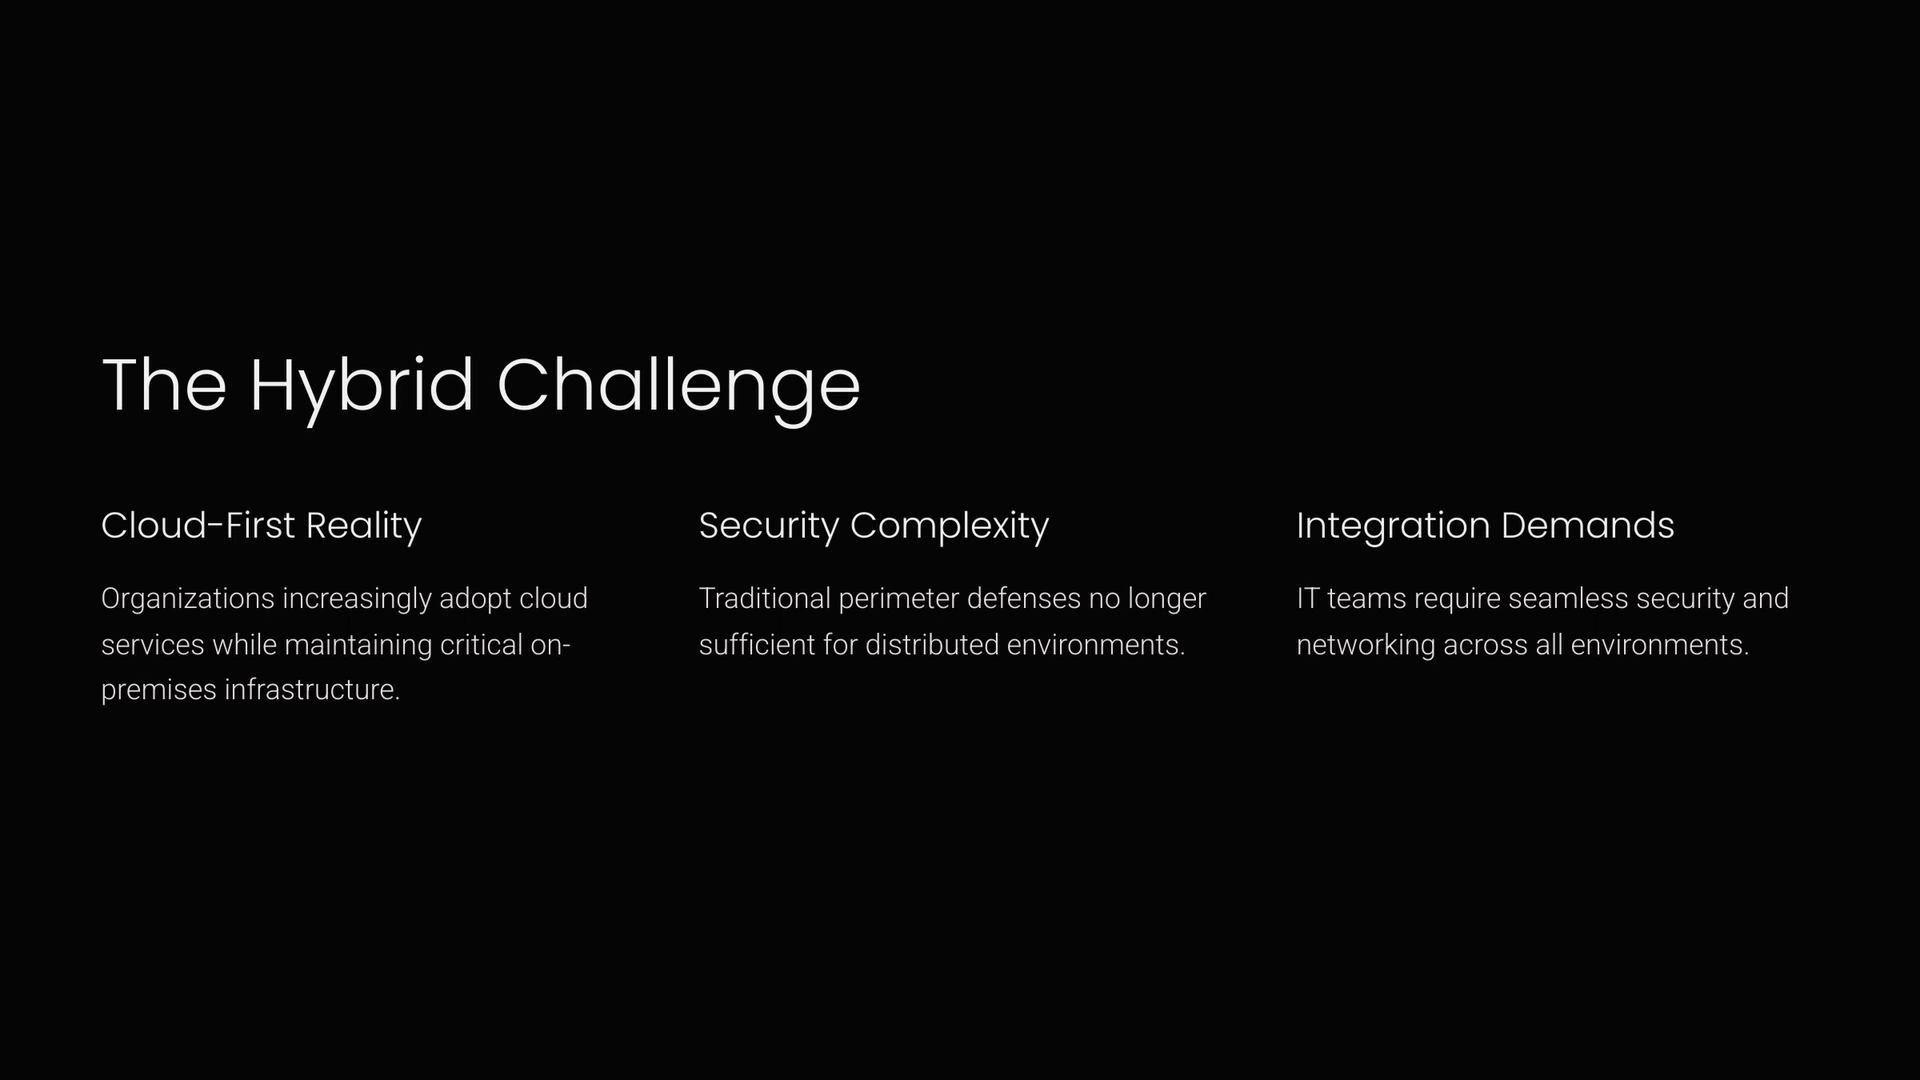 The Hybrid Challenge
Cloud-First Reality
Organizations increasingly adopt cloud
services while maintaining critical on-
premises infrastructure.
Security Complexity
Traditional perimeter defenses no longer
sufficient for distributed environments.
Integration Demands
IT teams require seamless security and
networking across all environments.